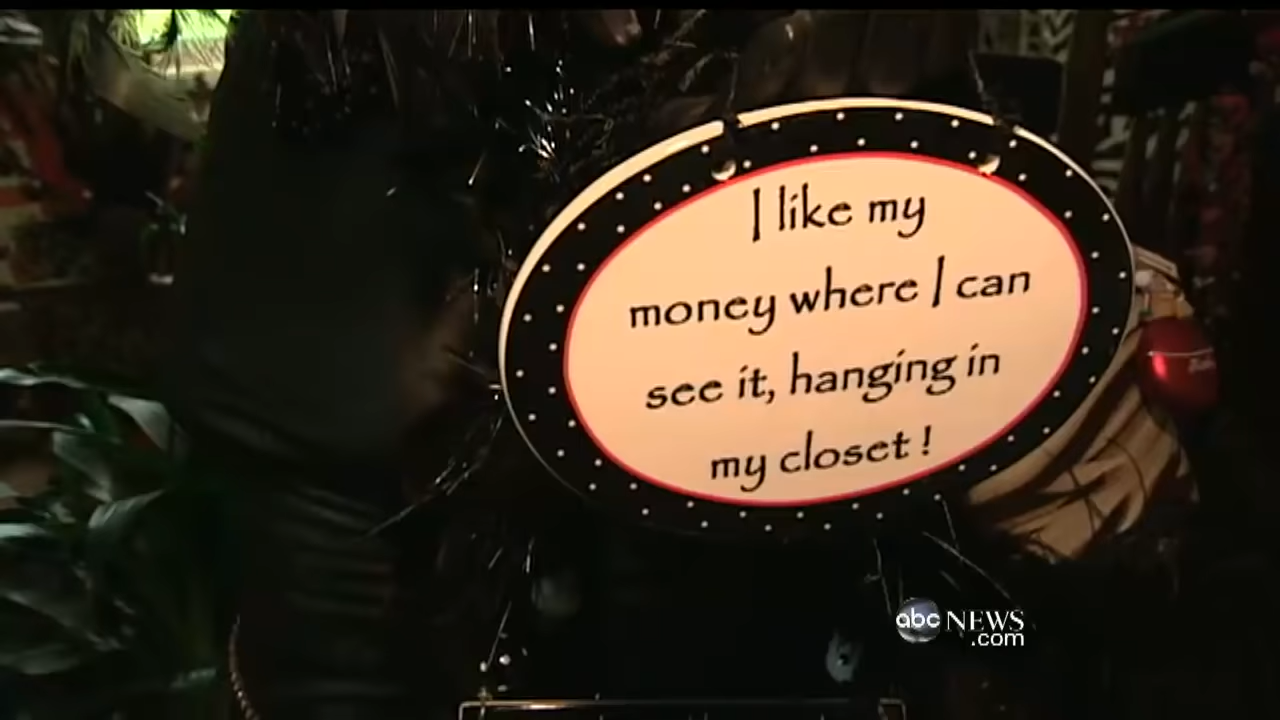 I like my
money where I can
see it, hanging in
my closet !
abc NEWS
.com